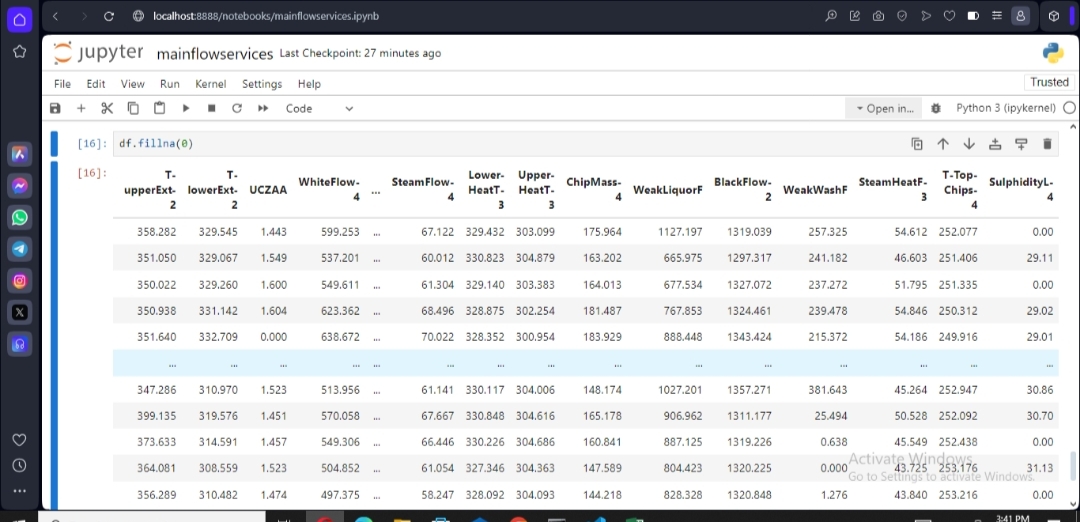 localhost:8888/notebooks/mainflowservices.ipynb
jupyter mainflowservices Last Checkpoint: 27 minutes ago
File Edit View Run Kernel Settings Help
Trusted
Code
Open in...
Python 3 (ipykernel)
[16]: df.fillna(0)
[16]:
T-upperExt-2 T-lowerExt-2 UCZAA WhiteFlow-4 ... SteamFlow-4 Lower-HeatT-3 Upper-HeatT-3 ChipMass-4 WeakLiquorF BlackFlow-2 WeakWashF SteamHeatF-3 T-Top-Chips-4 SulphidityL-4
358.282 329.545 1.443 599.253 ... 67.122 329.432 303.099 175.964 1127.197 1319.039 257.325 54.612 252.077 0.00
351.050 329.067 1.549 537.201 ... 60.012 330.823 304.879 163.202 665.975 1297.317 241.182 46.603 251.406 29.11
350.022 329.260 1.600 549.611 ... 61.304 329.140 303.383 164.013 677.534 1327.072 237.272 51.795 251.335 0.00
350.938 331.142 1.604 623.362 ... 68.496 328.875 302.254 181.487 767.853 1324.461 239.478 54.846 250.312 29.02
351.640 332.709 0.000 638.672 ... 70.022 328.352 300.954 183.929 888.448 1343.424 215.372 54.186 249.916 29.01
... ... ... ... ... ... ... ... ... ... ... ... ... ... ...
347.286 310.970 1.523 513.956 ... 61.141 330.117 304.006 148.174 1027.201 1357.271 381.643 45.264 252.947 30.86
399.135 319.576 1.451 570.058 ... 67.667 330.848 304.616 165.178 906.962 1311.177 25.494 50.528 252.092 30.70
373.633 314.591 1.457 549.306 ... 66.446 330.226 304.686 160.841 887.125 1319.226 0.638 45.549 252.438 0.00
364.081 308.559 1.523 504.852 ... 61.054 327.346 304.363 147.589 804.423 1320.225 0.000 43.725 253.176 31.13
356.289 310.482 1.474 497.375 ... 58.247 328.092 304.093 144.218 828.328 1320.848 1.276 43.840 253.216 0.00
Activate Windows
Go to Settings to activate Windows.
3:41 PM